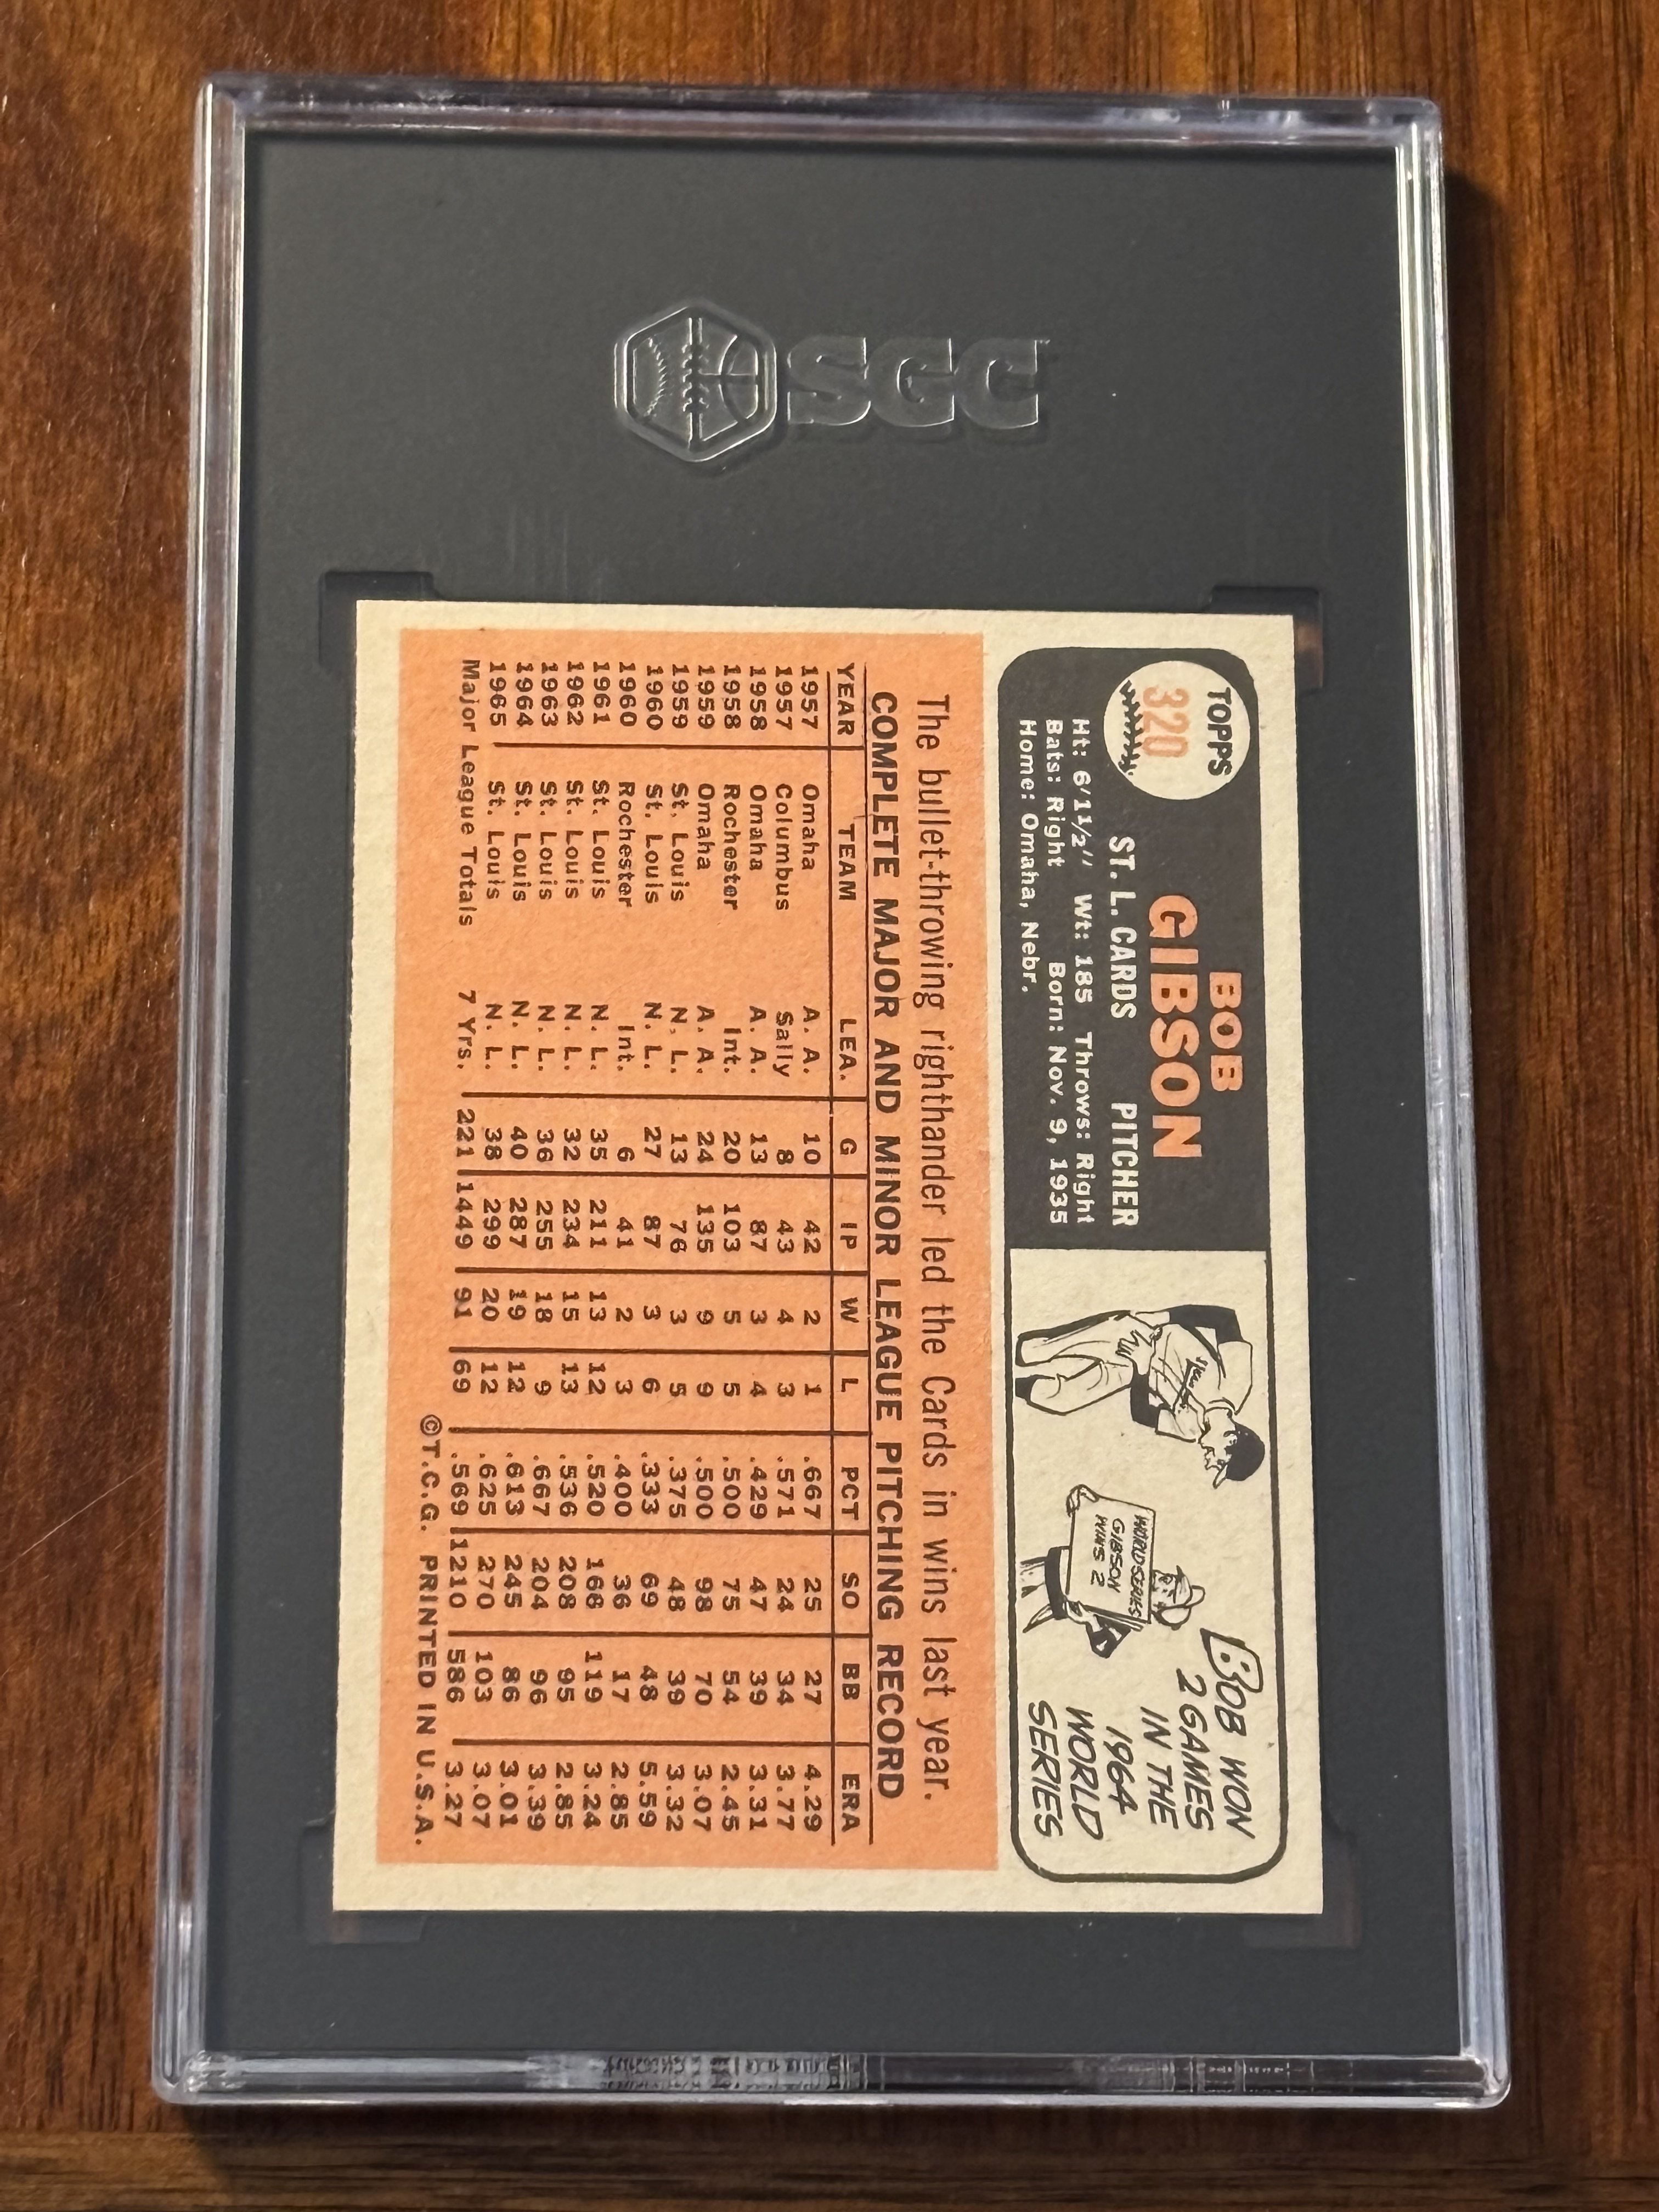 SGC
TOPPS
320
BOB
GIBSON
ST. L. CARDS PITCHER
Ht: 6'1½" Wt: 185 Throws: Right
Bats: Right Born: Nov. 9, 1935
Home: Omaha, Nebr.
WORLD SERIES
GIBSON
WINS 2
BOB WON
2 GAMES
IN THE
1964
WORLD
SERIES
The bullet-throwing righthander led the Cards in wins last year.
COMPLETE MAJOR AND MINOR LEAGUE PITCHING RECORD
YEAR TEAM LEA. G IP W L PCT SO BB ERA
1957 Omaha A. A. 10 42 2 1 .667 25 27 4.29
1957 Columbus Sally 8 43 4 3 .571 24 34 3.77
1958 Omaha A. A. 13 87 3 4 .429 47 39 3.31
1958 Rochester Int. 20 103 5 5 .500 75 54 2.45
1959 Omaha A. A. 24 135 9 9 .500 98 70 3.07
1959 St. Louis N. L. 13 76 3 5 .375 48 39 3.32
1960 St. Louis N. L. 27 87 3 6 .333 69 48 5.59
1960 Rochester Int. 6 41 2 3 .400 36 17 2.85
1961 St. Louis N. L. 35 211 13 12 .520 166 119 3.24
1962 St. Louis N. L. 32 234 15 13 .536 208 95 2.85
1963 St. Louis N. L. 36 255 18 9 .667 204 96 3.39
1964 St. Louis N. L. 40 287 19 12 .613 245 86 3.01
1965 St. Louis N. L. 38 299 20 12 .625 270 103 3.07
Major League Totals 7 Yrs. 221 1449 91 69 .569 1210 586 3.27
©T.C.G. PRINTED IN U.S.A.